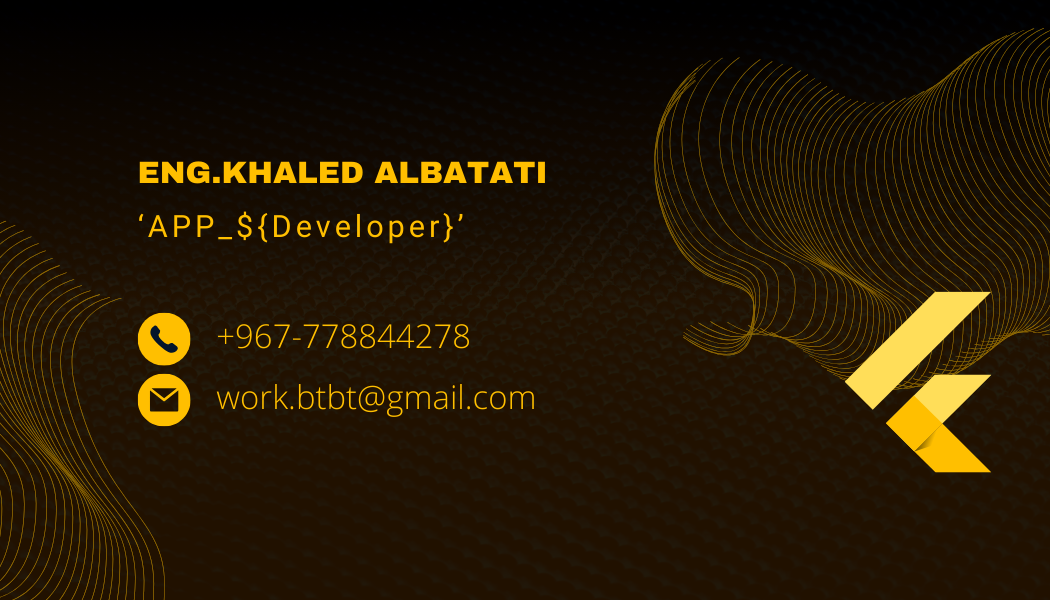 ENG.KHALED ALBATATI
‘APP_${Developer}’
+967-778844278
work.btbt@gmail.com